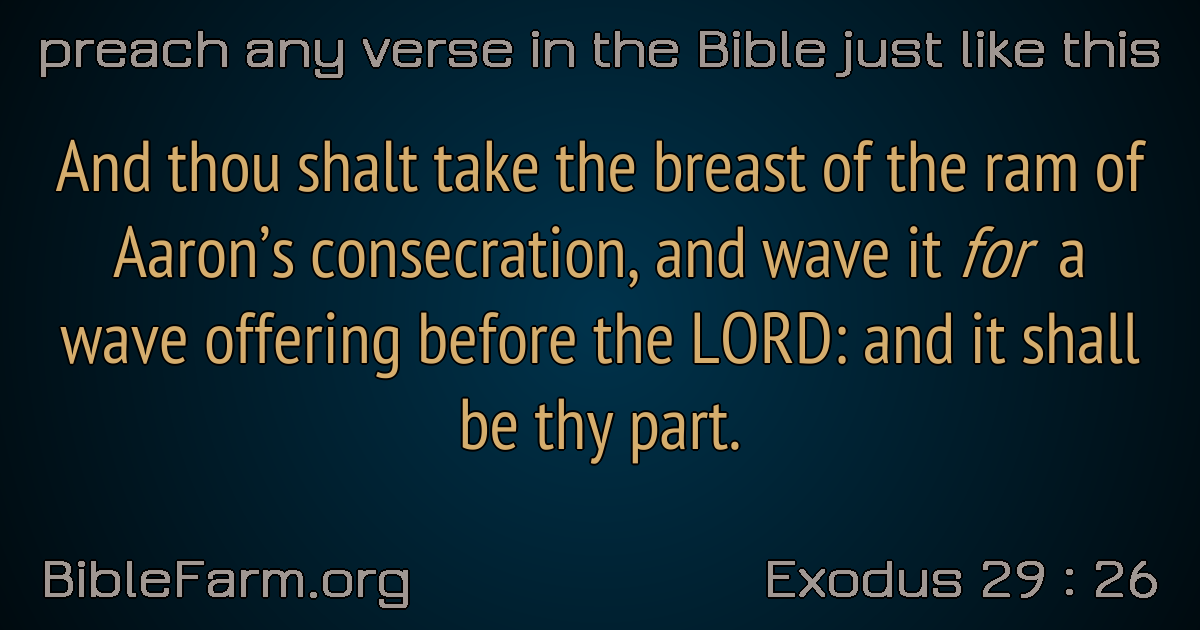 preach any verse in the Bible just like this
And thou shalt take the breast of the ram of
Aaron’s consecration, and wave it for a
wave offering before the LORD: and it shall
be thy part.
BibleFarm.org
Exodus 29 : 26